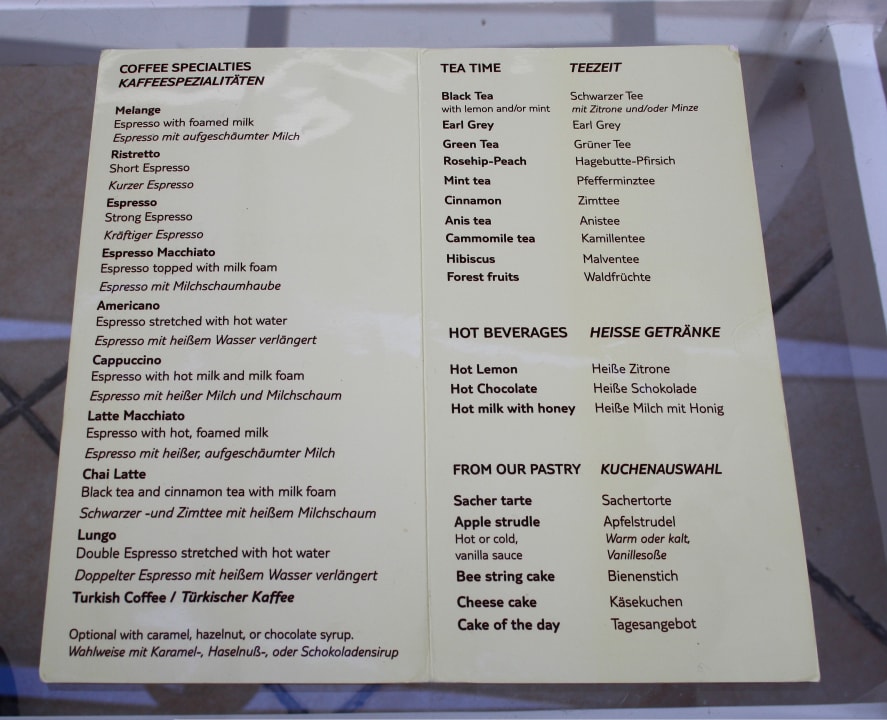 COFFEE SPECIALTIES
KAFFEESPEZIALITÄTEN
Melange
Espresso with foamed milk
Espresso mit aufgeschäumter Milch
Ristretto
Short Espresso
Kurzer Espresso
Espresso
Strong Espresso
Kräftiger Espresso
Espresso Macchiato
Espresso topped with milk foam
Espresso mit Milchschaumhaube
Americano
Espresso stretched with hot water
Espresso mit heißem Wasser verlängert
Cappuccino
Espresso with hot milk and milk foam
Espresso mit heißer Milch und Milchschaum
Latte Macchiato
Espresso with hot, foamed milk
Espresso mit heißer, aufgeschäumter Milch
Chai Latte
Black tea and cinnamon tea with milk foam
Schwarzer -und Zimttee mit heißem Milchschaum
Lungo
Double Espresso stretched with hot water
Doppelter Espresso mit heißem Wasser verlängert
Turkish Coffee / Türkischer Kaffee
Optional with caramel, hazelnut, or chocolate syrup.
Wahlweise mit Karamel-, Haselnuß-, oder Schokoladensirup
TEA TIME TEEZEIT
Black Tea Schwarzer Tee
with lemon and/or mint mit Zitrone und/oder Minze
Earl Grey Earl Grey
Green Tea Grüner Tee
Rosehip-Peach Hagebutte-Pfirsich
Mint tea Pfefferminztee
Cinnamon Zimttee
Anis tea Anistee
Cammomile tea Kamillentee
Hibiscus Malventee
Forest fruits Waldfrüchte
HOT BEVERAGES HEISSE GETRÄNKE
Hot Lemon Heiße Zitrone
Hot Chocolate Heiße Schokolade
Hot milk with honey Heiße Milch mit Honig
FROM OUR PASTRY KUCHENAUSWAHL
Sacher tarte Sachertorte
Apple strudle Apfelstrudel
Hot or cold, Warm oder kalt,
vanilla sauce Vanillesoße
Bee string cake Bienenstich
Cheese cake Käsekuchen
Cake of the day Tagesangebot